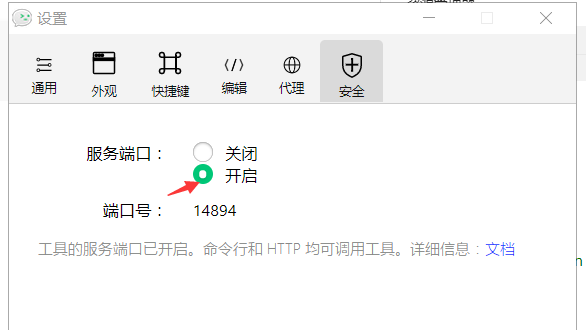 设置
通用 外观 快捷键 编辑 代理 安全
服务端口： 关闭
开启
端口号： 14894
工具的服务端口已开启。命令行和 HTTP 均可调用工具。详细信息：文档